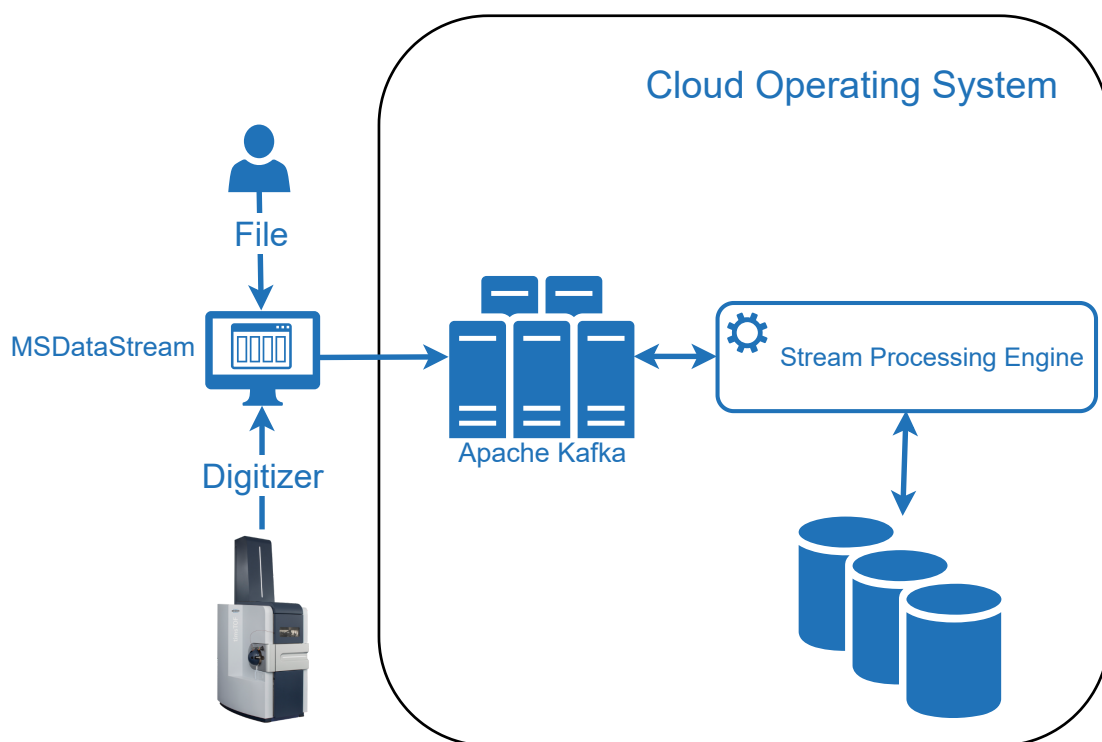 Cloud Operating System
File
MSDataStream
Stream Processing Engine
Apache Kafka
Digitizer